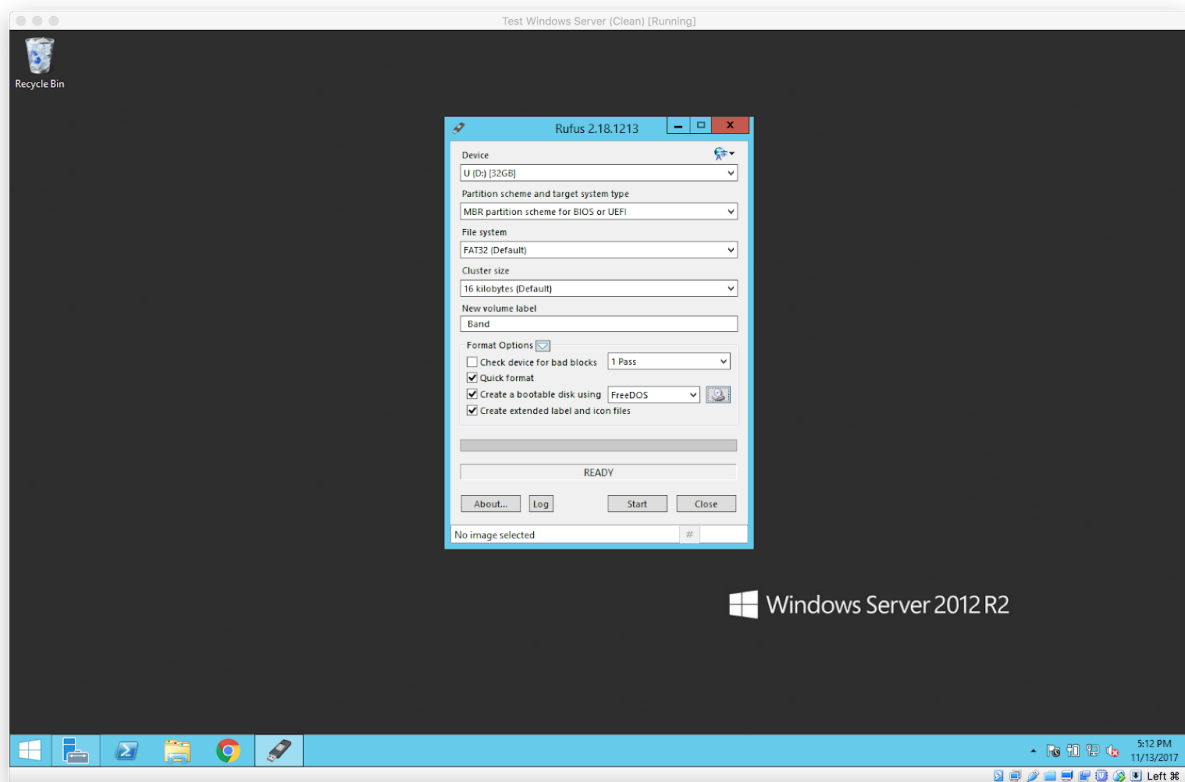 Test Windows Server (Clean) [Running]
Recycle Bin
Rufus 2.18.1213
Device
U (D:) [32GB]
Partition scheme and target system type
MBR partition scheme for BIOS or UEFI
File system
FAT32 (Default)
Cluster size
16 kilobytes (Default)
New volume label
Band
Format Options
Check device for bad blocks 1 Pass
Quick format
Create a bootable disk using FreeDOS
Create extended label and icon files
READY
About... Log Start Close
No image selected #
Windows Server 2012 R2
5:12 PM
11/13/2017
Left ⌘